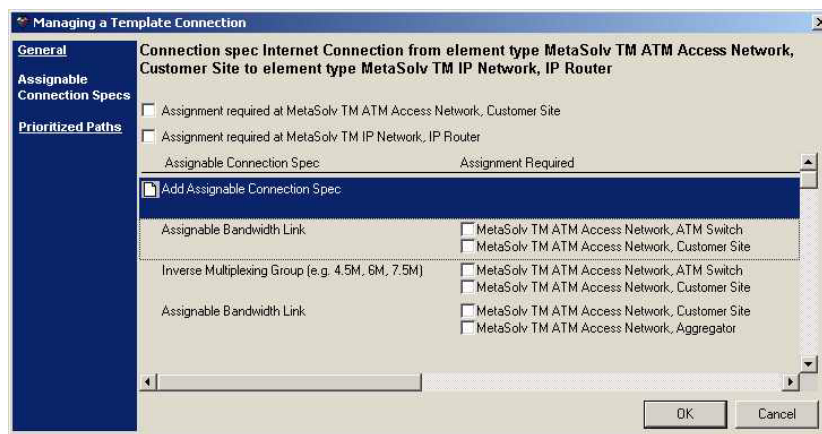 Managing a Template Connection
General
Assignable
Connection Specs
Prioritized Paths
Connection spec Internet Connection from element type MetaSolv TM ATM Access Network,
Customer Site to element type MetaSolv TM IP Network, IP Router
Assignment required at MetaSolv TM ATM Access Network, Customer Site
Assignment required at MetaSolv TM IP Network, IP Router
Assignable Connection Spec Assignment Required
Add Assignable Connection Spec
Assignable Bandwidth Link MetaSolv TM ATM Access Network, ATM Switch
MetaSolv TM ATM Access Network, Customer Site
Inverse Multiplexing Group (e.g. 4.5M, 6M, 7.5M) MetaSolv TM ATM Access Network, ATM Switch
MetaSolv TM ATM Access Network, Customer Site
Assignable Bandwidth Link MetaSolv TM ATM Access Network, Customer Site
MetaSolv TM ATM Access Network, Aggregator
OK Cancel